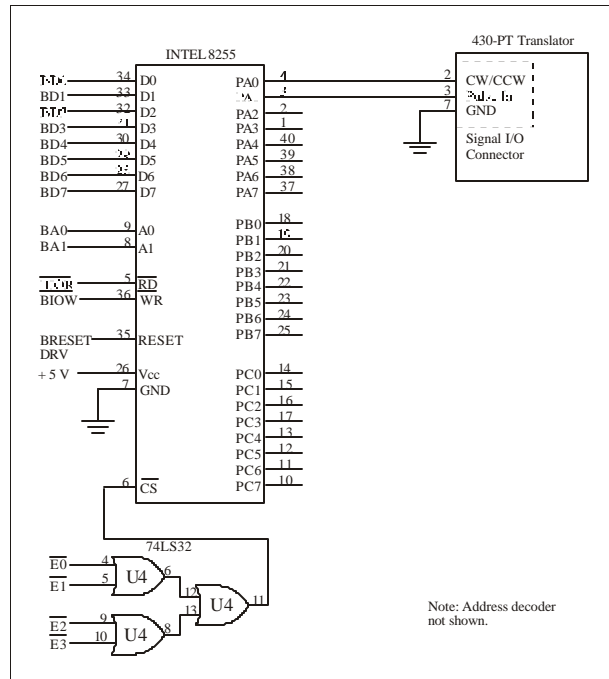 430-PT Translator
INTEL 8255
34 D0 PA0 4 2 CW/CCW
BD1 33 D1 3
32 D2 PA2 2 7 GND
BD3 D3 PA3 1
BD4 30 D4 PA4 40 Signal I/O
BD5 D5 PA5 39 Connector
BD6 D6 PA6 38
BD7 27 D7 PA7 37
PB0 18
BA0 9 A0 PB1
BA1 8 A1 PB2 20
PB3 21
5 RD PB4 22
BIOW 36 WR PB5 23
PB6 24
BRESET 35 RESET PB7 25
DRV
+ 5 V 26 Vcc PC0 14
7 GND PC1 15
PC2 16
PC3 17
PC4 13
PC5 12
PC6 11
6 CS PC7 10
74LS32
E0 4 U4 6
E1 5
12 U4 11
13
E2 9 U4 8
E3 10
Note: Address decoder
not shown.